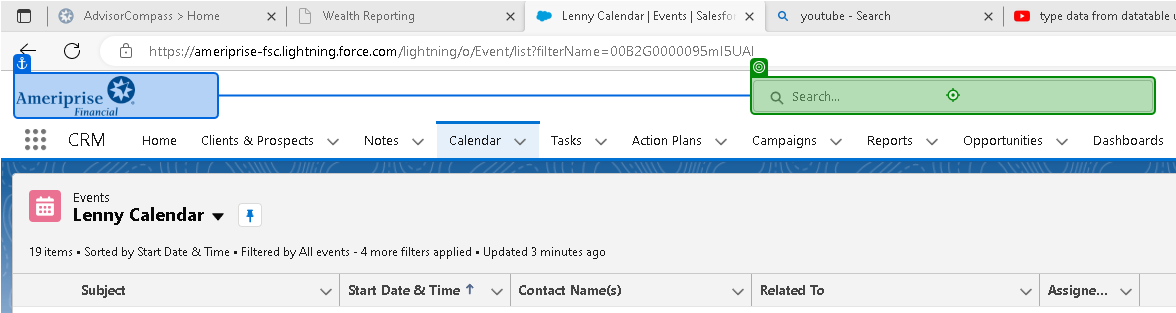 AdvisorCompass > Home
Wealth Reporting
Lenny Calendar | Events | Salesfo
youtube - Search
type data from datatable u
https://ameriprise-fsc.lightning.force.com/lightning/o/Event/list?filterName=00B2G0000095mI5UAI
Ameriprise
Financial
Search...
CRM
Home
Clients & Prospects
Notes
Calendar
Tasks
Action Plans
Campaigns
Reports
Opportunities
Dashboards
Events
Lenny Calendar
19 items • Sorted by Start Date & Time • Filtered by All events - 4 more filters applied • Updated 3 minutes ago
Subject
Start Date & Time
Contact Name(s)
Related To
Assigne...